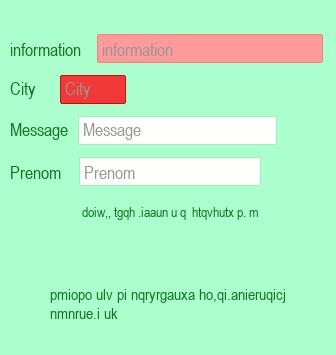 information information
City City
Message Message
Prenom Prenom
doiw,, tgqh .iaaun u q htqvhutx p. m
pmiopo ulv pi nqryrgauxa ho,qi.anieruqicj
nmnrue.i uk